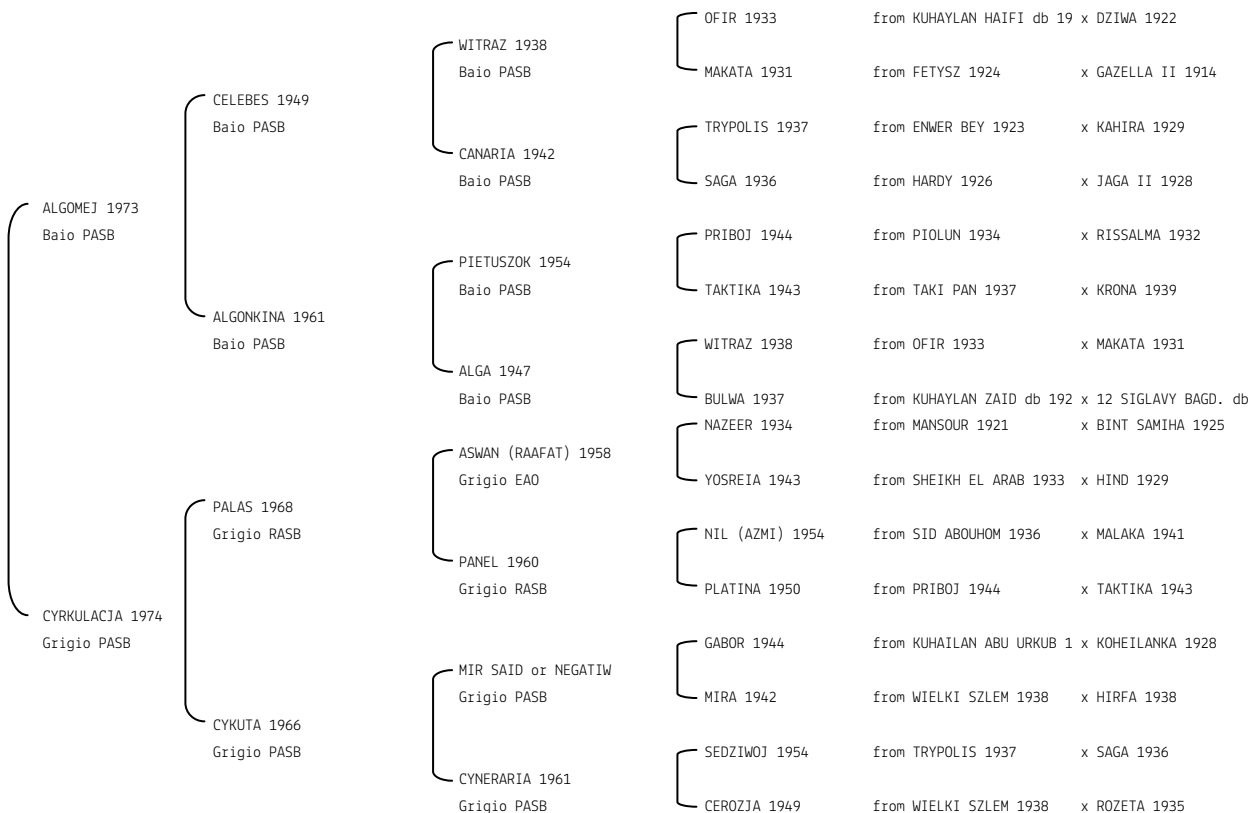 OFIR 1933 from KUHAYLAN HAIFI db 19 x DZIWA 1922
WITRAZ 1938
Baio PASB MAKATA 1931 from FETYSZ 1924 x GAZELLA II 1914
CELEBES 1949
Baio PASB TRYPOLIS 1937 from ENWER BEY 1923 x KAHIRA 1929
CANARIA 1942
Baio PASB SAGA 1936 from HARDY 1926 x JAGA II 1928
ALGOMEJ 1973
Baio PASB PRIBOJ 1944 from PIOLUN 1934 x RISSALMA 1932
PIETUSZOK 1954
Baio PASB TAKTIKA 1943 from TAKI PAN 1937 x KRONA 1939
ALGONKINA 1961
Baio PASB WITRAZ 1938 from OFIR 1933 x MAKATA 1931
ALGA 1947
Baio PASB BULWA 1937 from KUHAYLAN ZAID db 192 x 12 SIGLAVY BAGD. db
NAZEER 1934 from MANSOUR 1921 x BINT SAMIHA 1925
ASWAN (RAAFAT) 1958
Grigio EAO YOSREIA 1943 from SHEIKH EL ARAB 1933 x HIND 1929
PALAS 1968
Grigio RASB NIL (AZMI) 1954 from SID ABOUHOM 1936 x MALAKA 1941
PANEL 1960
Grigio RASB PLATINA 1950 from PRIBOJ 1944 x TAKTIKA 1943
CYRKULACJA 1974
Grigio PASB GABOR 1944 from KUHAILAN ABU URKUB 1 x KOHEILANKA 1928
MIR SAID or NEGATIW
Grigio PASB MIRA 1942 from WIELKI SZLEM 1938 x HIRFA 1938
CYKUTA 1966
Grigio PASB SEDZIWOJ 1954 from TRYPOLIS 1937 x SAGA 1936
CYNERARIA 1961
Grigio PASB CEROZJA 1949 from WIELKI SZLEM 1938 x ROZETA 1935